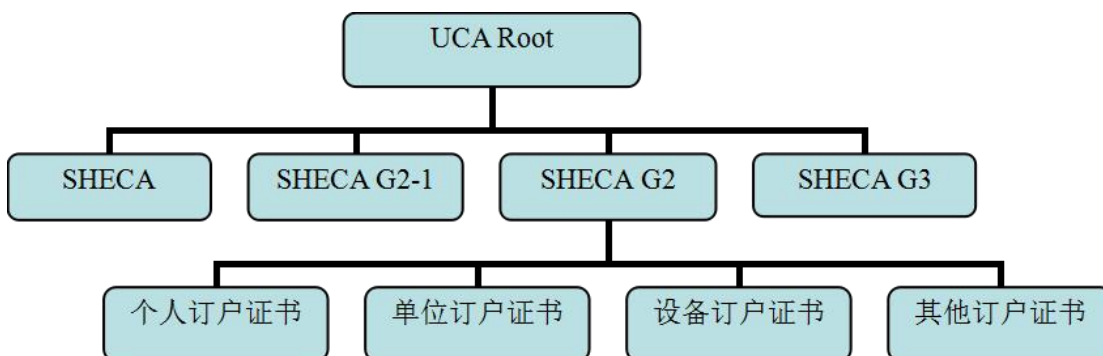 UCA Root
SHECA
SHECA G2-1
SHECA G2
SHECA G3
个人订户证书
单位订户证书
设备订户证书
其他订户证书